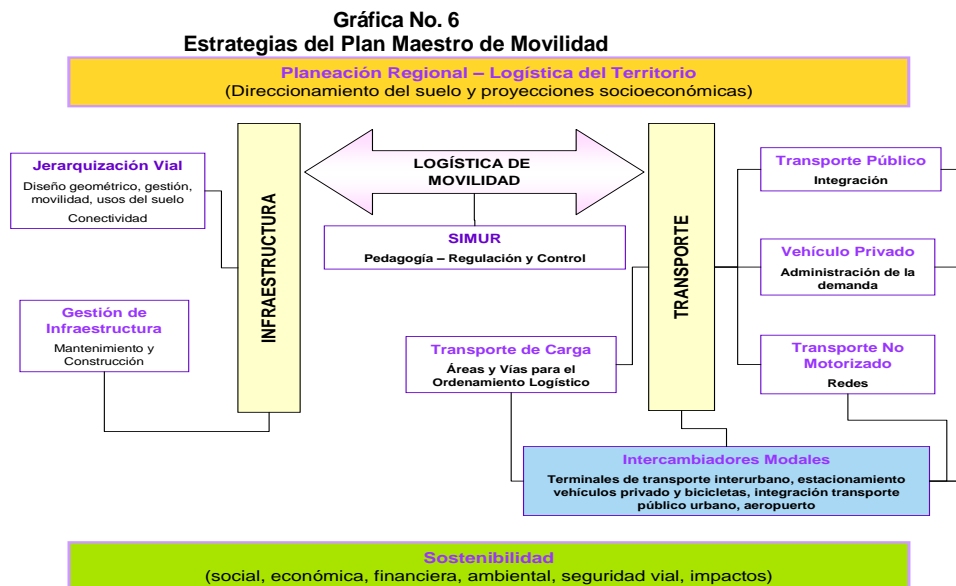 Gráfica No. 6
Estrategias del Plan Maestro de Movilidad
Planeación Regional – Logística del Territorio
(Direccionamiento del suelo y proyecciones socioeconómicas)
Jerarquización Vial
Diseño geométrico, gestión,
movilidad, usos del suelo
Conectividad
Gestión de
Infraestructura
Mantenimiento y
Construcción
INFRAESTRUCTURA
LOGÍSTICA DE
MOVILIDAD
SIMUR
Pedagogía – Regulación y Control
Transporte de Carga
Áreas y Vías para el
Ordenamiento Logístico
TRANSPORTE
Transporte Público
Integración
Vehículo Privado
Administración de la
demanda
Transporte No
Motorizado
Redes
Intercambiadores Modales
Terminales de transporte interurbano, estacionamiento
vehículos privado y bicicletas, integración transporte
público urbano, aeropuerto
Sostenibilidad
(social, económica, financiera, ambiental, seguridad vial, impactos)